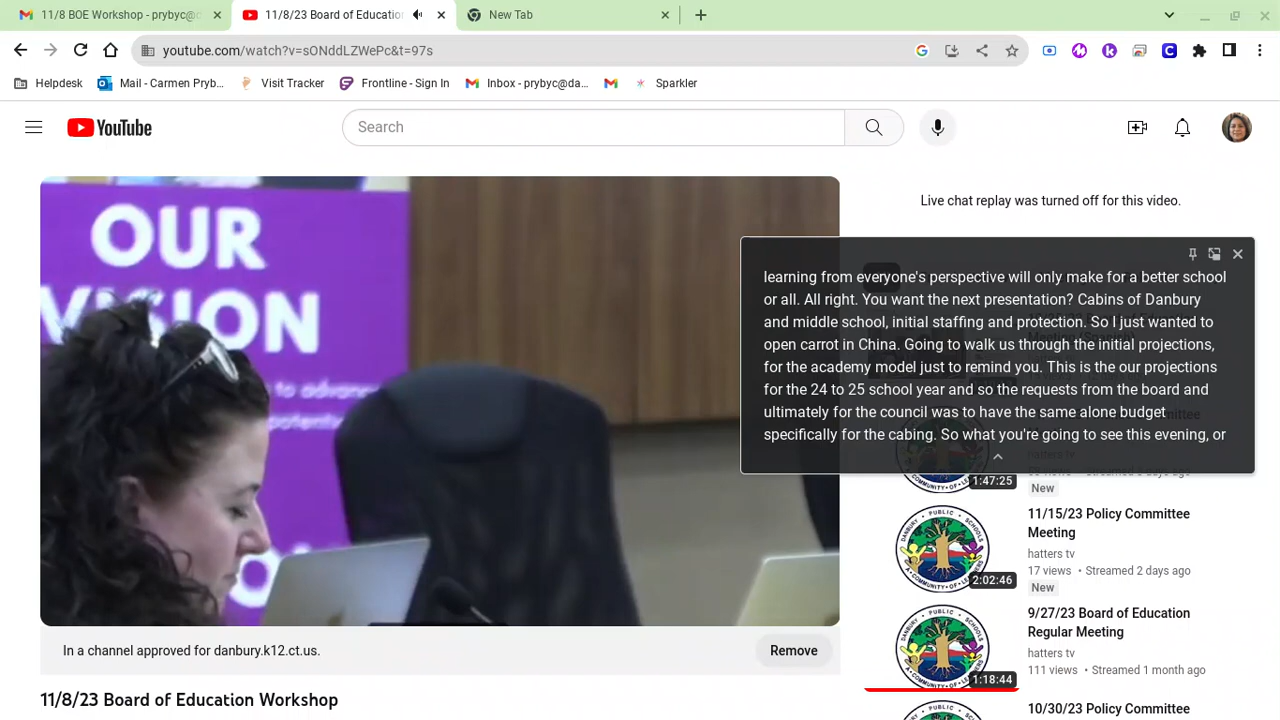 11/8 BOE Workshop - prybyc@d
11/8/23 Board of Education
New Tab
youtube.com/watch?v=sONddLZWePc&t=97s
Helpdesk
Mail - Carmen Pryb...
Visit Tracker
Frontline - Sign In
Inbox - prybyc@da...
Sparkler
YouTube
Search
Live chat replay was turned off for this video.
OUR
VISION
to advanc
potenti
learning from everyone's perspective will only make for a better school
or all. All right. You want the next presentation? Cabins of Danbury
and middle school, initial staffing and protection. So I just wanted to
open carrot in China. Going to walk us through the initial projections,
for the academy model just to remind you. This is the our projections
for the 24 to 25 school year and so the requests from the board and
ultimately for the council was to have the same alone budget
specifically for the cabing. So what you're going to see this evening, or
1:47:25
New
11/15/23 Policy Committee
Meeting
hatters tv
17 views • Streamed 2 days ago
New
2:02:46
9/27/23 Board of Education
Regular Meeting
hatters tv
111 views • Streamed 1 month ago
1:18:44
10/30/23 Policy Committee
In a channel approved for danbury.k12.ct.us.
Remove
11/8/23 Board of Education Workshop